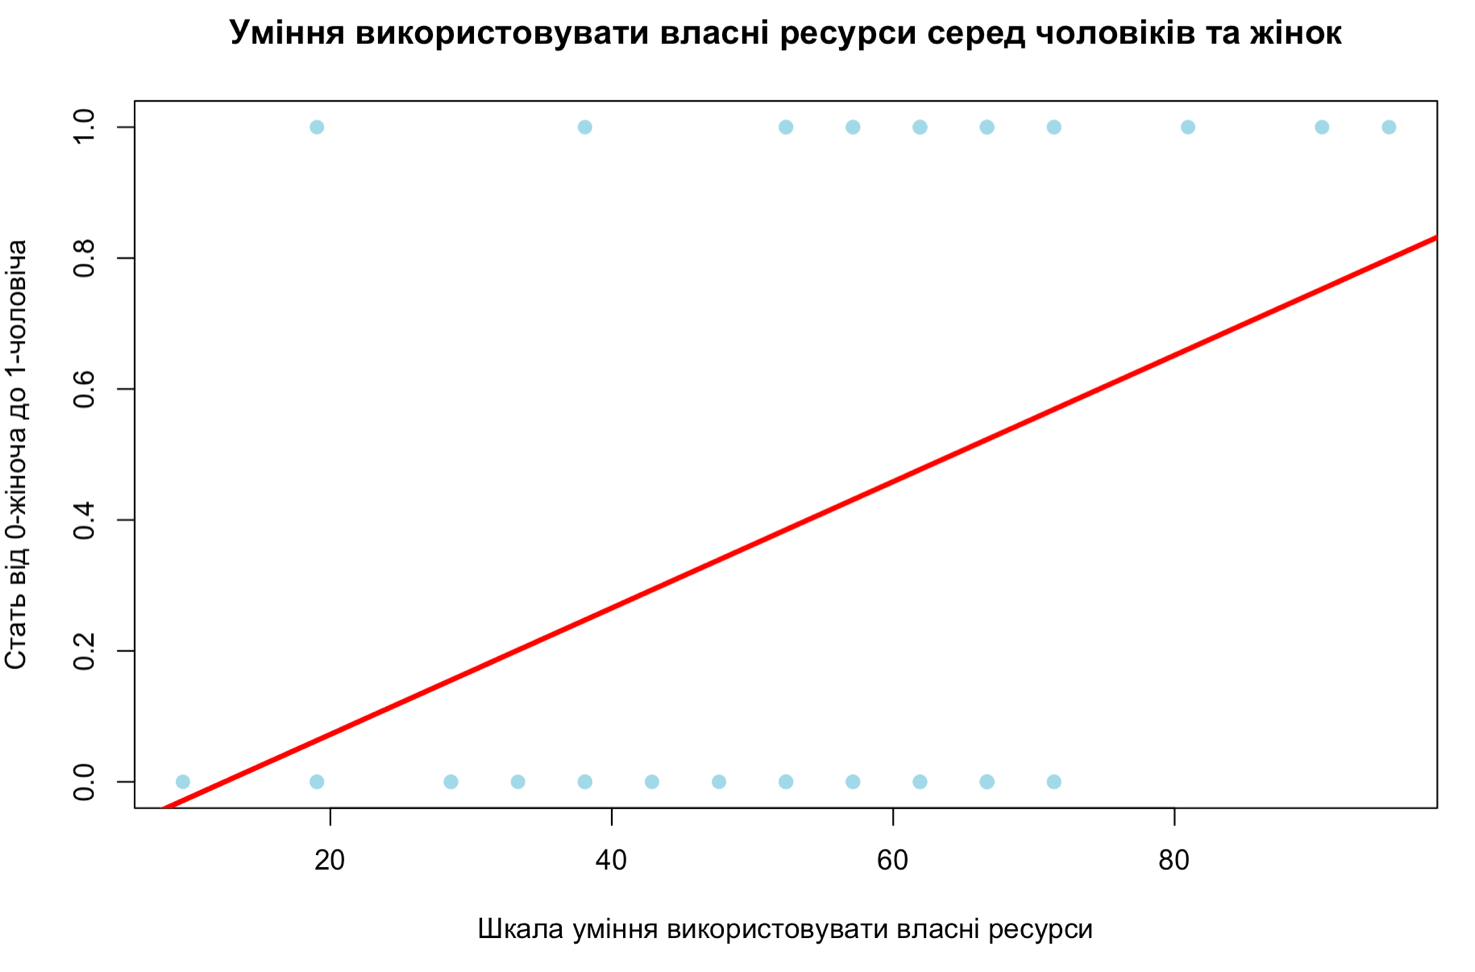 Уміння використовувати власні ресурси серед чоловіків та жінок
Стать від 0-жіноча до 1-чоловіча
1.0
0.8
0.6
0.4
0.2
0.0
20 40 60 80
Шкала уміння використовувати власні ресурси